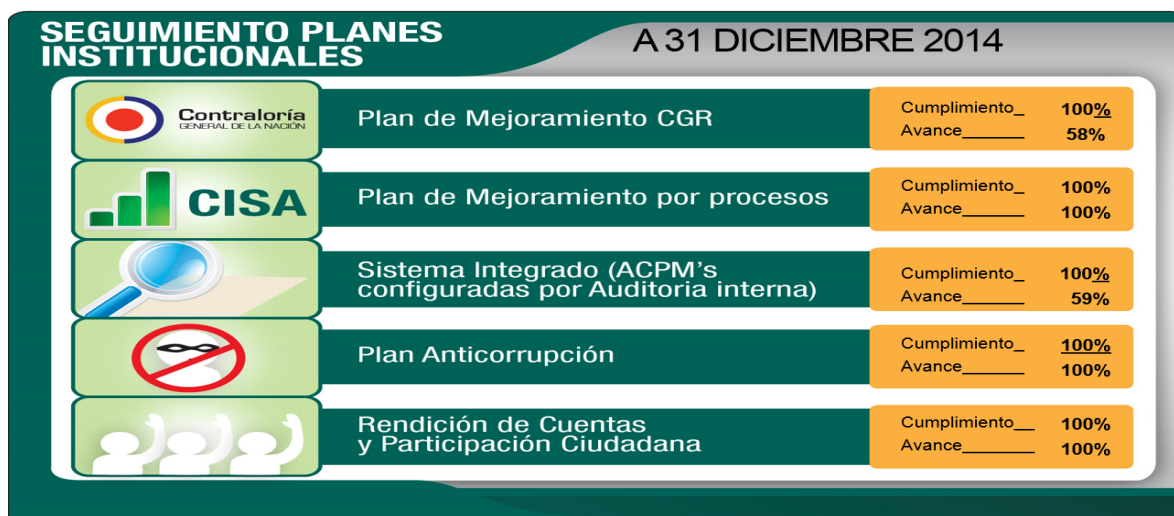 SEGUIMIENTO PLANES
INSTITUCIONALES
A 31 DICIEMBRE 2014
Contraloría
GENERAL DE LA NACIÓN
Plan de Mejoramiento CGR
Cumplimiento_ 100%
Avance______ 58%
CISA
Plan de Mejoramiento por procesos
Cumplimiento_ 100%
Avance______ 100%
Sistema Integrado (ACPM's
configuradas por Auditoria interna)
Cumplimiento_ 100%
Avance______ 59%
Plan Anticorrupción
Cumplimiento_ 100%
Avance______ 100%
Rendición de Cuentas
y Participación Ciudadana
Cumplimiento__ 100%
Avance_______ 100%